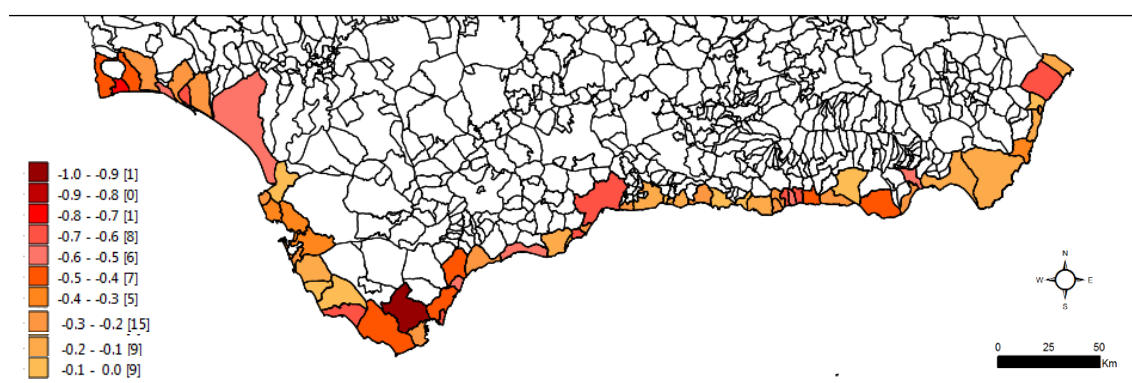 -1.0 - -0.9 [1]
-0.9 - -0.8 [0]
-0.8 - -0.7 [1]
-0.7 - -0.6 [8]
-0.6 - -0.5 [6]
-0.5 - -0.4 [7]
-0.4 - -0.3 [5]
-0.3 - -0.2 [15]
-0.2 - -0.1 [9]
-0.1 - 0.0 [9]
N
W E
S
0 25 50
Km